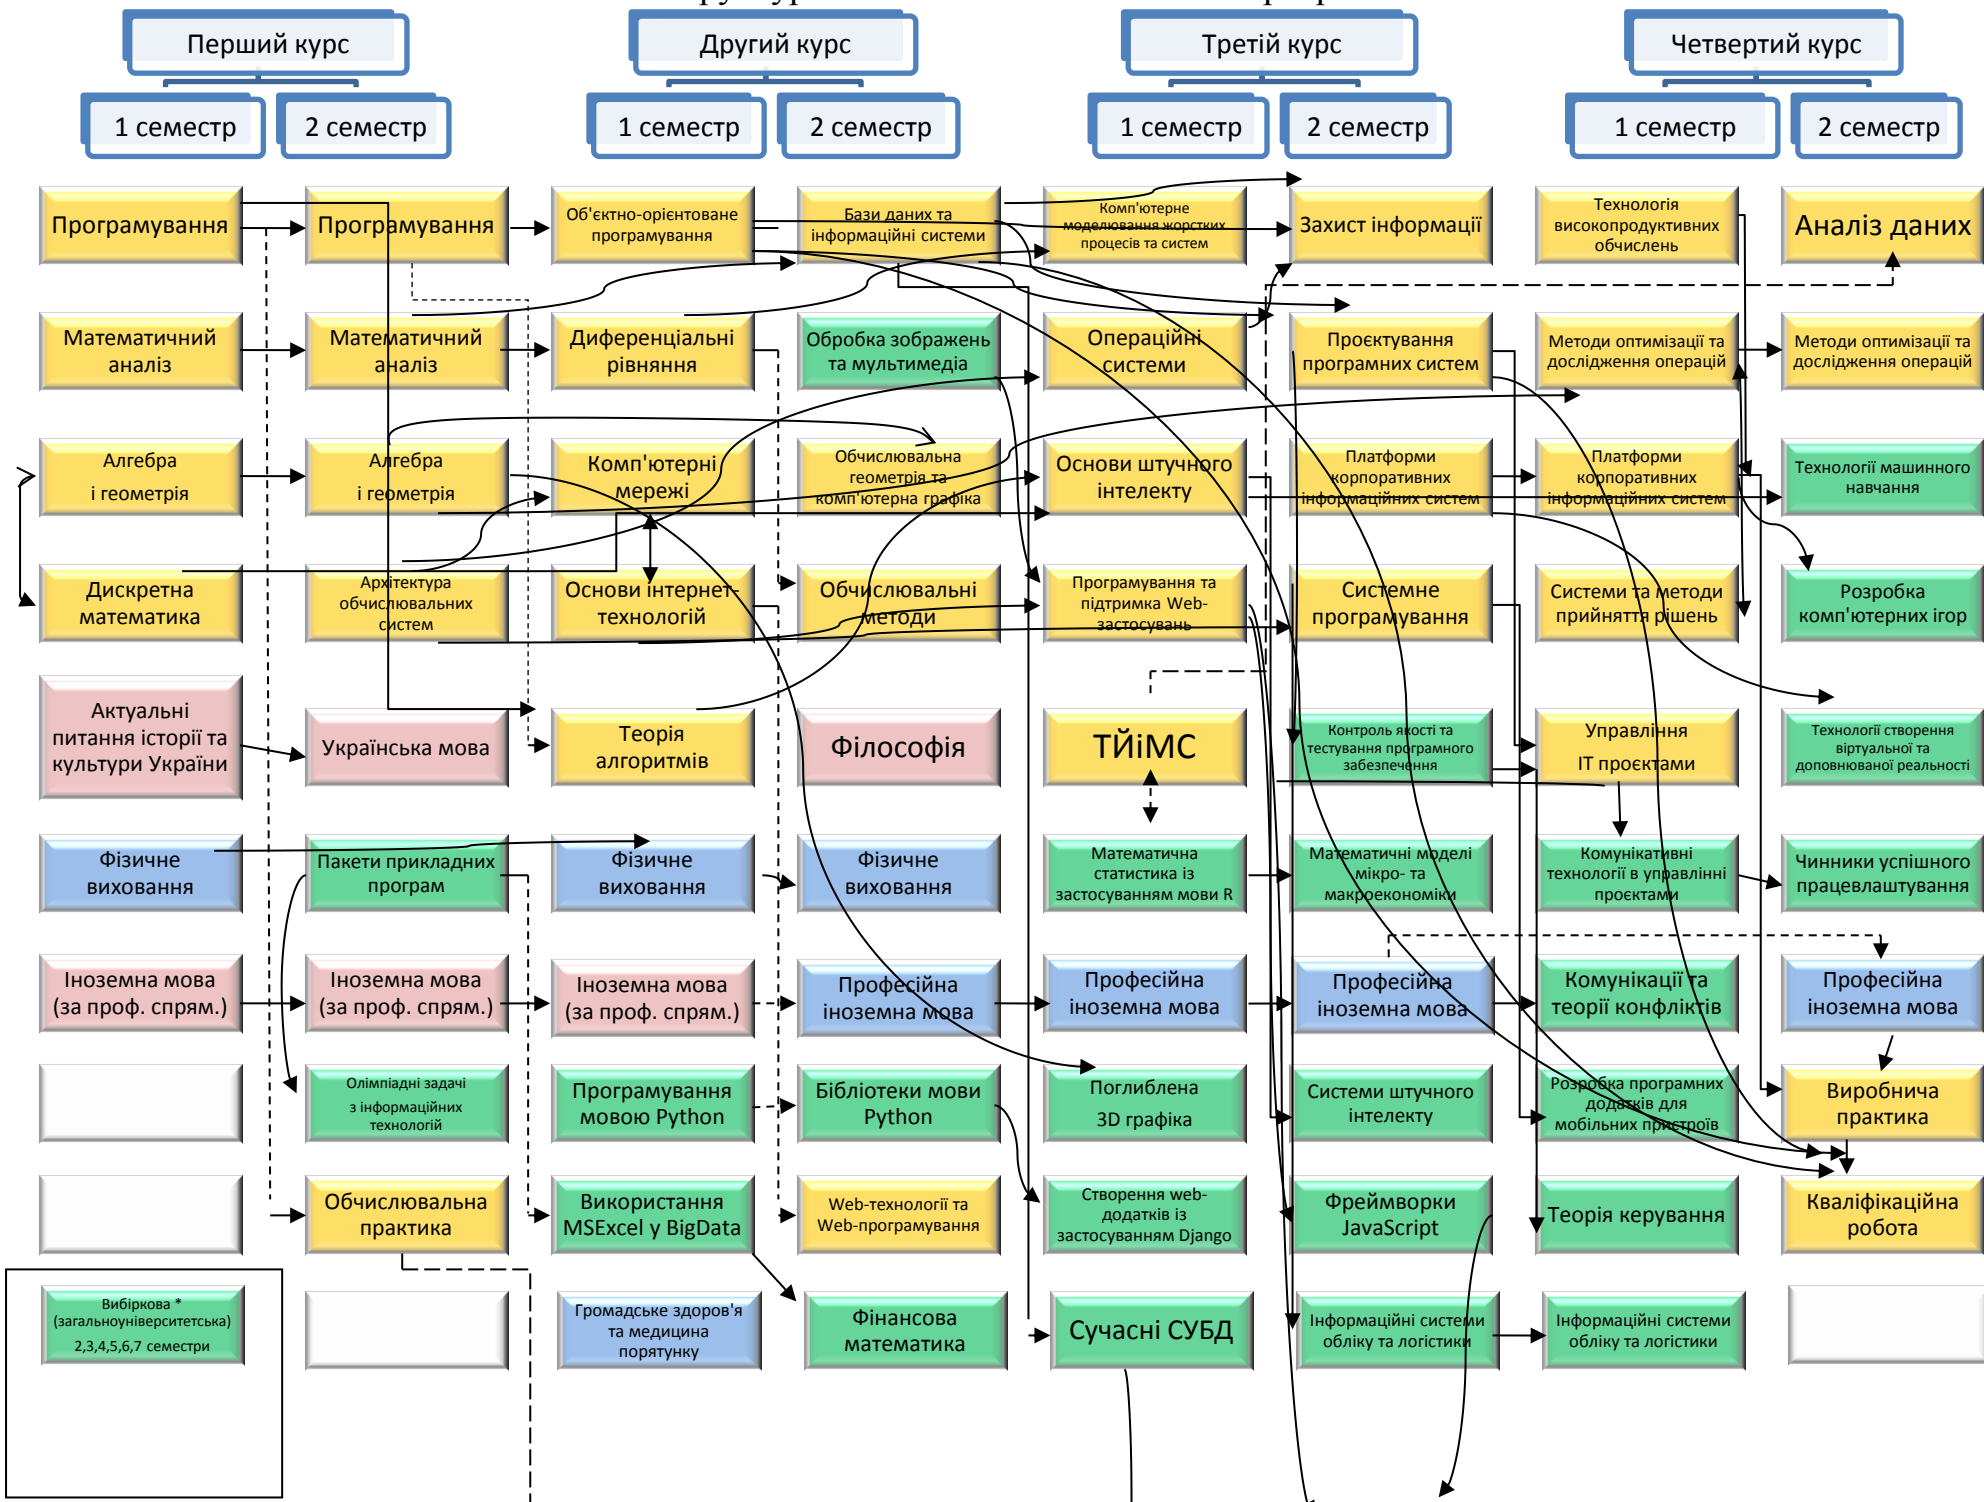 Перший курс
Другий курс
Третій курс
Четвертий курс
1 семестр
2 семестр
1 семестр
2 семестр
1 семестр
2 семестр
1 семестр
2 семестр
Програмування
Програмування
Об'єктно-орієнтоване
програмування
Бази даних та
інформаційні системи
Комп'ютерне
моделювання жорстких
процесів та систем
Захист інформації
Технологія
високопродуктивних
обчислень
Аналіз даних
Математичний
аналіз
Математичний
аналіз
Диференціальні
рівняння
Обробка зображень
та мультимедіа
Операційні
системи
Проєктування
програмних систем
Методи оптимізації та
дослідження операцій
Методи оптимізації та
дослідження операцій
Алгебра
і геометрія
Алгебра
і геометрія
Комп'ютерні
мережі
Обчислювальна
геометрія та
комп'ютерна графіка
Основи штучного
інтелекту
Платформи
корпоративних
інформаційних систем
Платформи
корпоративних
інформаційних систем
Технології машинного
навчання
Дискретна
математика
Архітектура
обчислювальних
систем
Основи інтернет-
технологій
Обчислювальні
методи
Програмування та
підтримка Web-
застосувань
Системне
програмування
Системи та методи
прийняття рішень
Розробка
комп'ютерних ігор
Актуальні
питання історії та
культури України
Українська мова
Теорія
алгоритмів
Філософія
ТЙіМС
Контроль якості та
тестування програмного
забезпечення
Управління
ІТ проєктами
Технології створення
віртуальної та
доповнюваної реальності
Фізичне
виховання
Пакети прикладних
програм
Фізичне
виховання
Фізичне
виховання
Математична
статистика із
застосуванням мови R
Математичні моделі
мікро- та
макроекономіки
Комунікативні
технології в управлінні
проєктами
Чинники успішного
працевлаштування
Іноземна мова
(за проф. спрям.)
Іноземна мова
(за проф. спрям.)
Іноземна мова
(за проф. спрям.)
Професійна
іноземна мова
Професійна
іноземна мова
Професійна
іноземна мова
Комунікації та
теорії конфліктів
Професійна
іноземна мова
Олімпіадні задачі
з інформаційних
технологій
Програмування
мовою Python
Бібліотеки мови
Python
Поглиблена
3D графіка
Системи штучного
інтелекту
Розробка програмних
додатків для
мобільних пристроїв
Виробнича
практика
Обчислювальна
практика
Використання
MSExcel у BigData
Web-технології та
Web-програмування
Створення web-
додатків із
застосуванням Django
Фреймворки
JavaScript
Теорія керування
Кваліфікаційна
робота
Вибіркова *
(загальноуніверситетська)
2,3,4,5,6,7 семестри
Громадське здоров'я
та медицина
порятунку
Фінансова
математика
Сучасні СУБД
Інформаційні системи
обліку та логістики
Інформаційні системи
обліку та логістики